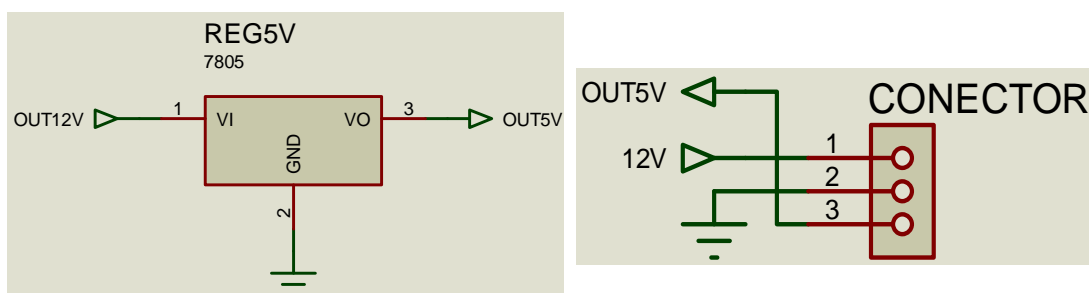 REG5V
7805
OUT12V
1
VI
VO
3
OUT5V
GND
2
OUT5V
CONECTOR
12V
1
2
3